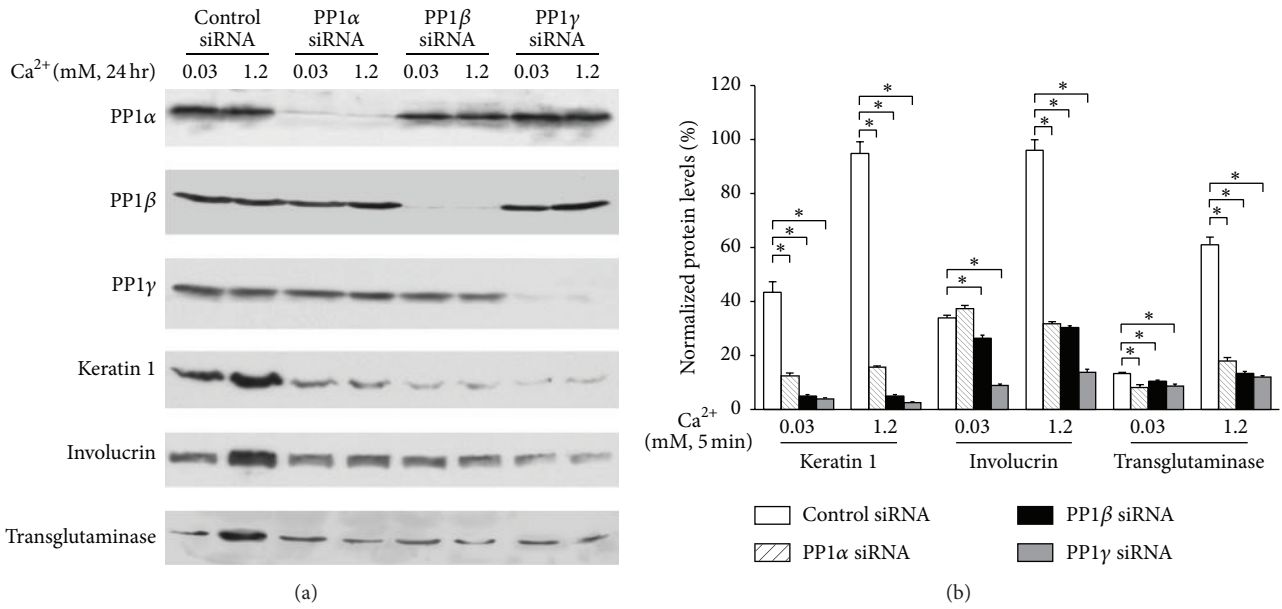 Control siRNA
PP1α siRNA
PP1β siRNA
PP1γ siRNA
Ca2+ (mM, 24 hr) 0.03 1.2 0.03 1.2 0.03 1.2 0.03 1.2
PP1α
PP1β
PP1γ
Keratin 1
Involucrin
Transglutaminase
(a)
Normalized protein levels (%)
120
100
80
60
40
20
0
* * * * * * * * * * * * * * * * *
Ca2+
(mM, 5 min)
0.03 1.2 0.03 1.2 0.03 1.2
Keratin 1 Involucrin Transglutaminase
Control siRNA
PP1α siRNA
PP1β siRNA
PP1γ siRNA
(b)